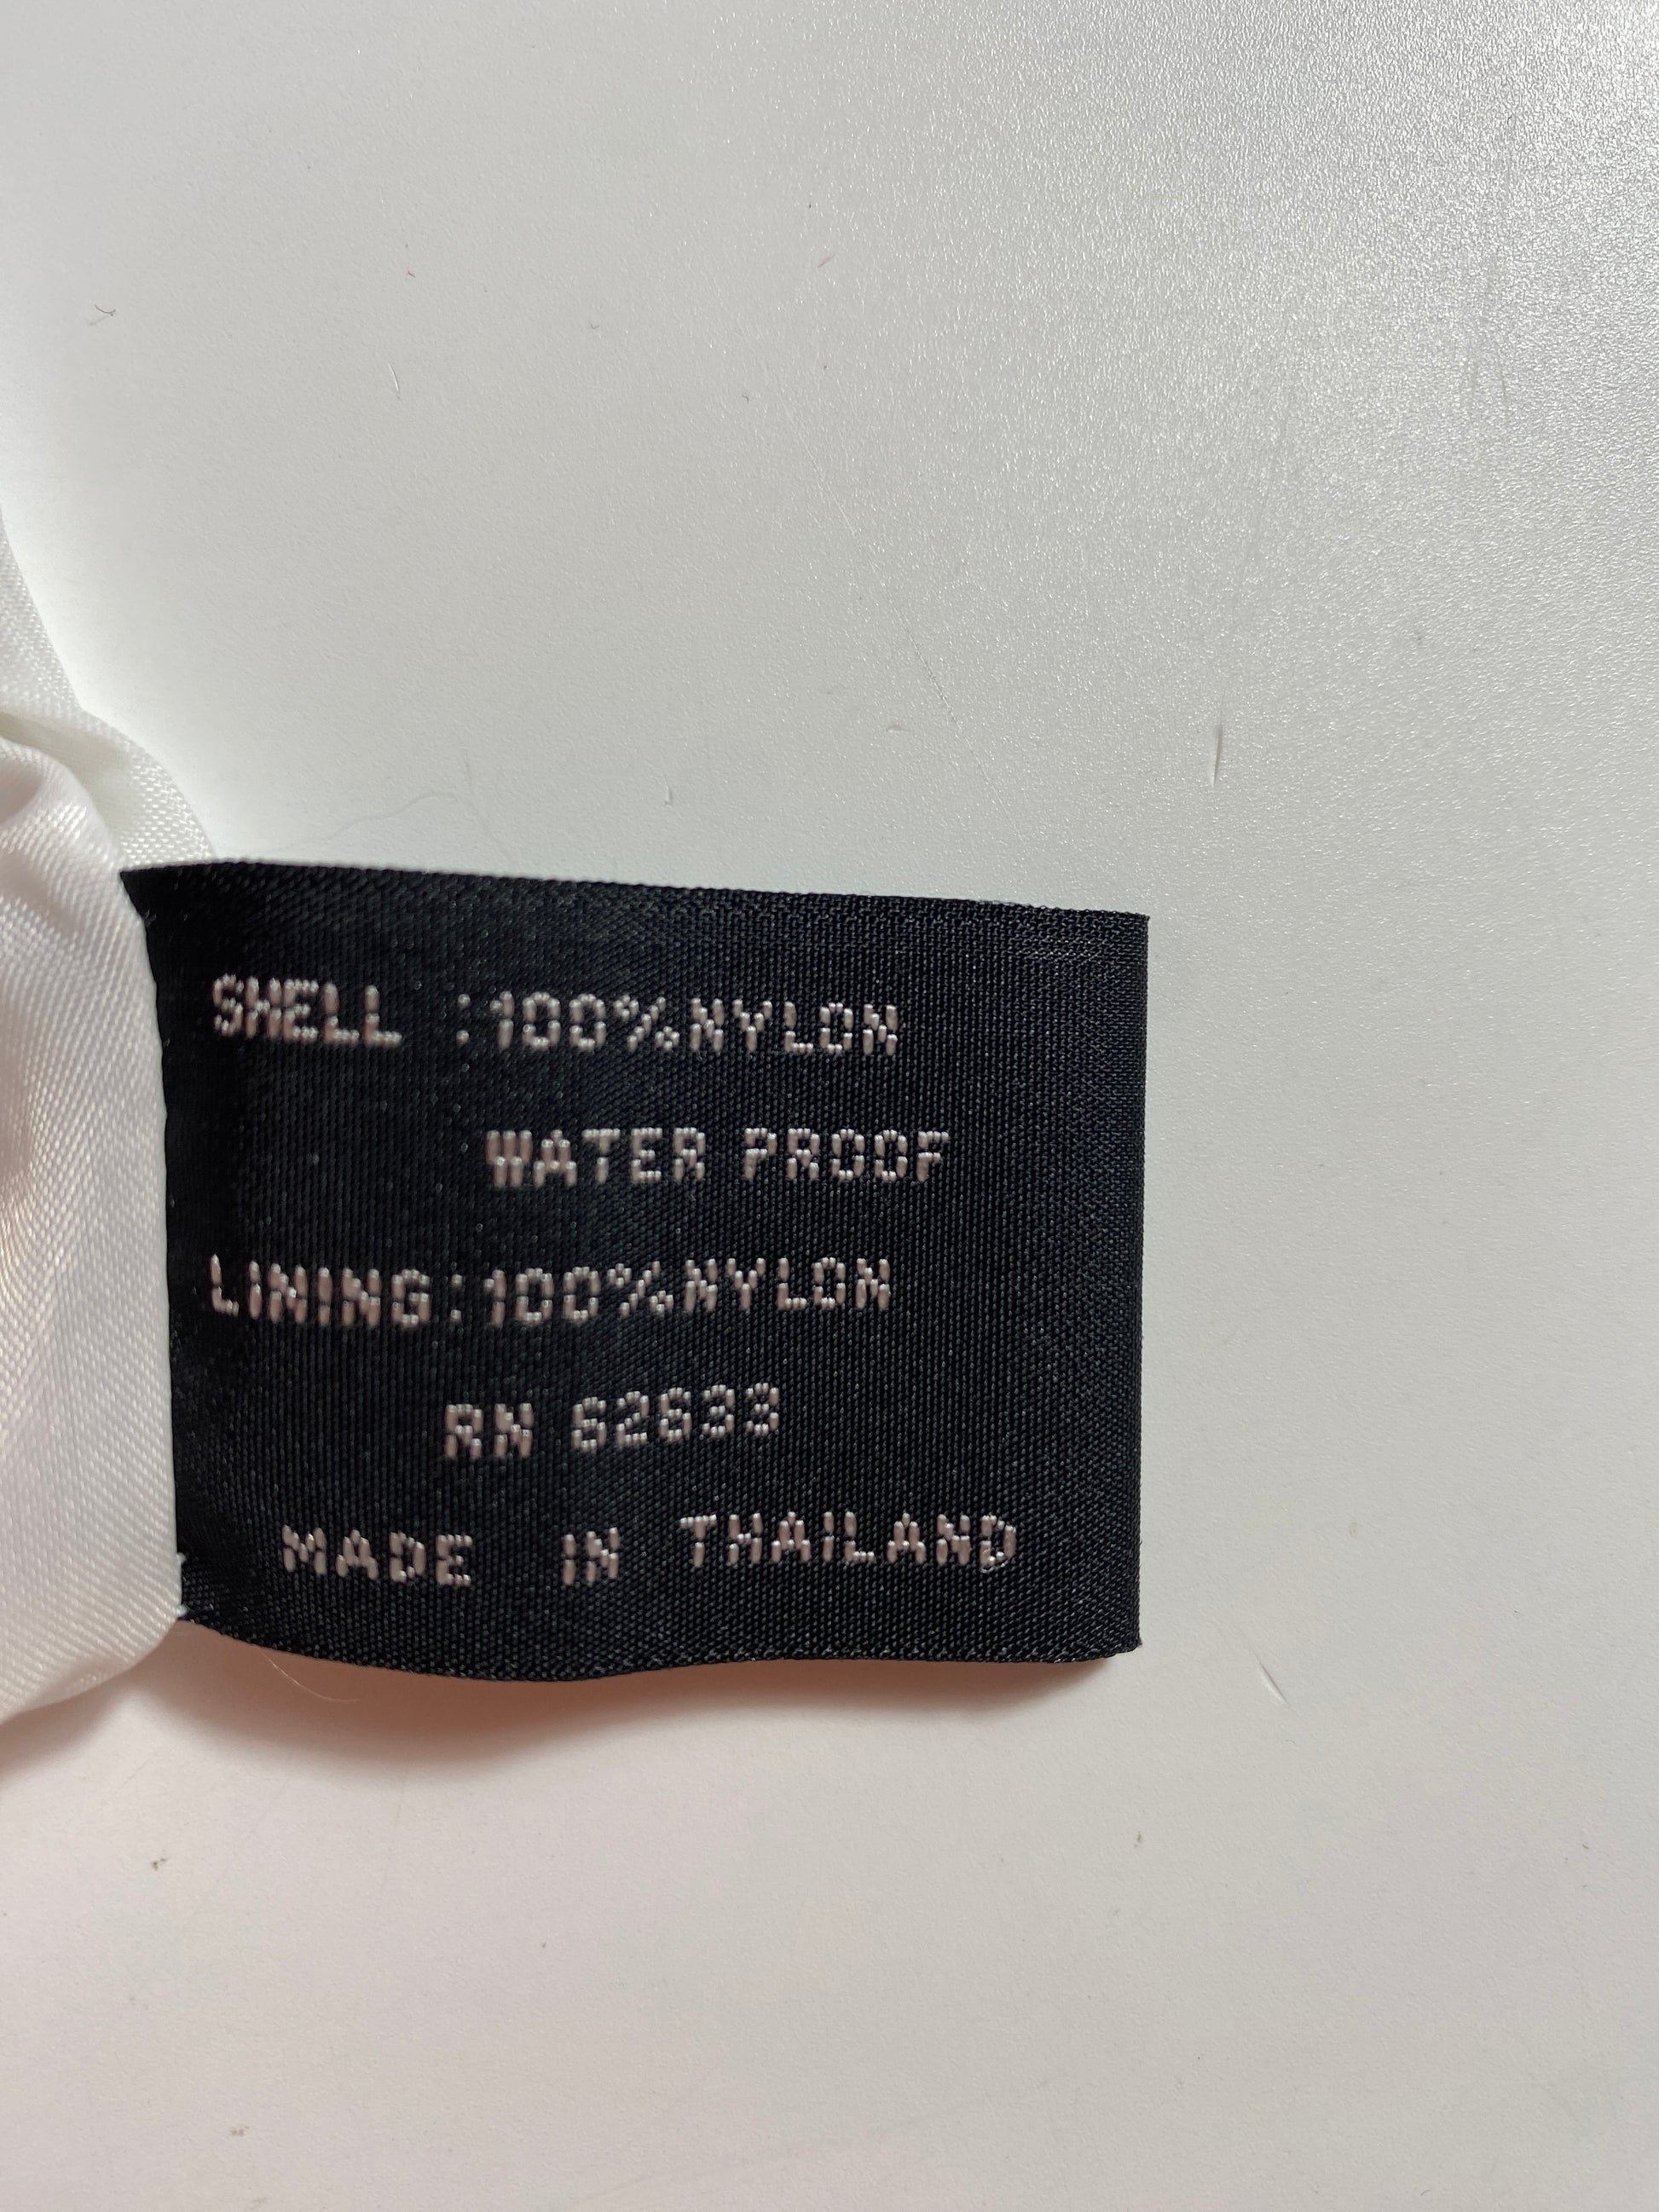 SHELL :100%NYLON
WATER PROOF
LINING:100%NYLON
RN 62633
MADE IN THAILAND